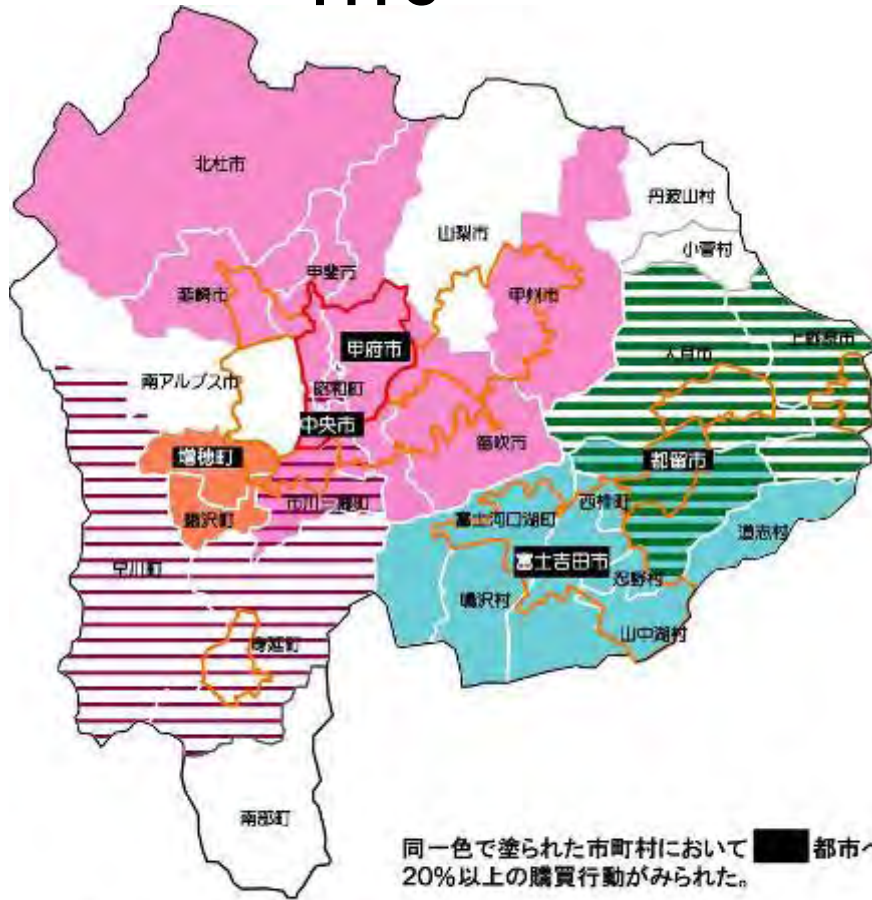 北杜市
丹波山村
山梨市
小菅村
甲斐市
韮崎市
甲州市
上野原市
甲府市
大月市
南アルプス市
昭和町
中央市
増穂町
笛吹市
都留市
市川三郷町
西桂町
鰍沢町
富士河口湖町
道志村
早川町
富士吉田市
忍野村
鳴沢村
山中湖村
身延町
南部町
同一色で塗られた市町村において 都市へ
20%以上の購買行動がみられた。